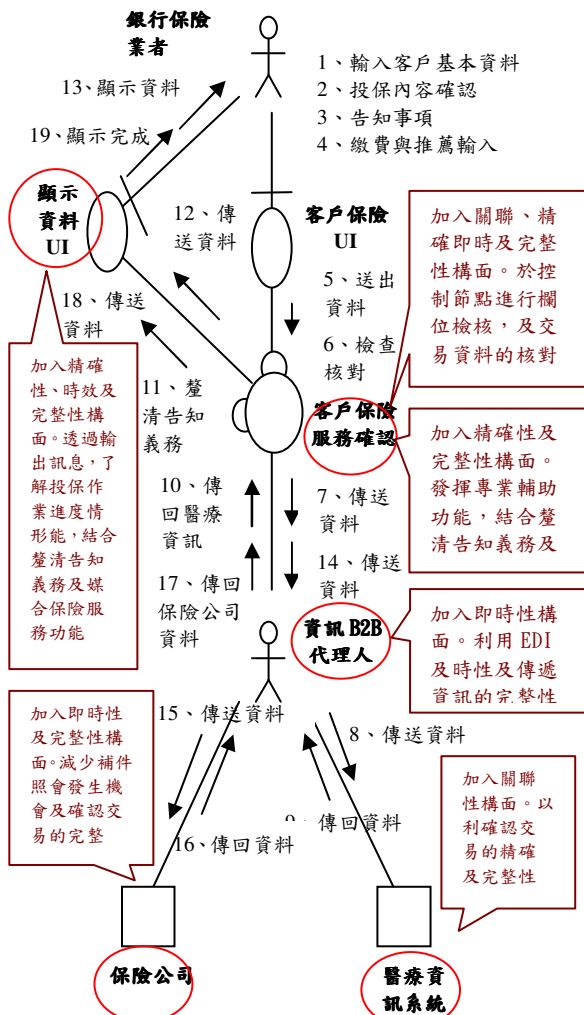 銀行保險
業者
1、輸入客戶基本資料
2、投保內容確認
3、告知事項
4、繳費與推薦輸入
13、顯示資料
19、顯示完成
顯示
資料
UI
12、傳
送資料
客戶保險
UI
加入關聯、精
確即時及完整
性構面。於控
制節點進行欄
位檢核，及交
易資料的核對
5、送出
資料
6、檢查
核對
18、傳送
資料
11、釐
清告知
義務
加入精確
性、時效及
完整性構
面。透過輸
出訊息，了
解投保作
業進度情
形能，結合
釐清告知
義務及媒
合保險服
務功能
客戶保險
服務確認
加入精確性及
完整性構面。
發揮專業輔助
功能，結合釐
清告知義務及
10、傳
回醫療
資訊
7、傳送
資料
14、傳送
資料
17、傳回
保險公司
資料
資訊 B2B
代理人
加入即時性構
面。利用 EDI
及時性及傳遞
資訊的完整性
15、傳送資料
8、傳送資料
加入即時性
及完整性構
面。減少補件
照會發生機
會及確認交
易的完整
9、傳回資料
16、傳回資料
加入關聯
性構面。以
利確認交
易的精確
及完整性
保險公司
醫療資
訊系統